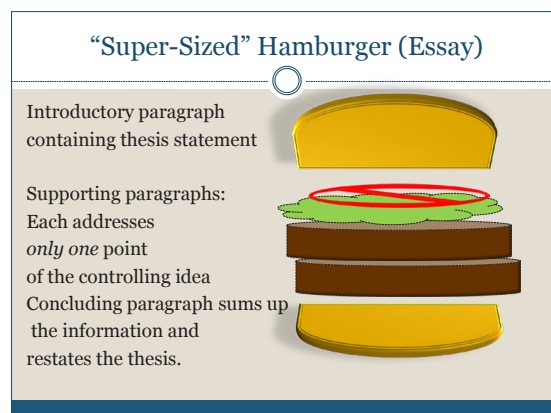 “Super-Sized” Hamburger (Essay)
Introductory paragraph
containing thesis statement
Supporting paragraphs:
Each addresses
only one point
of the controlling idea
Concluding paragraph sums up
the information and
restates the thesis.